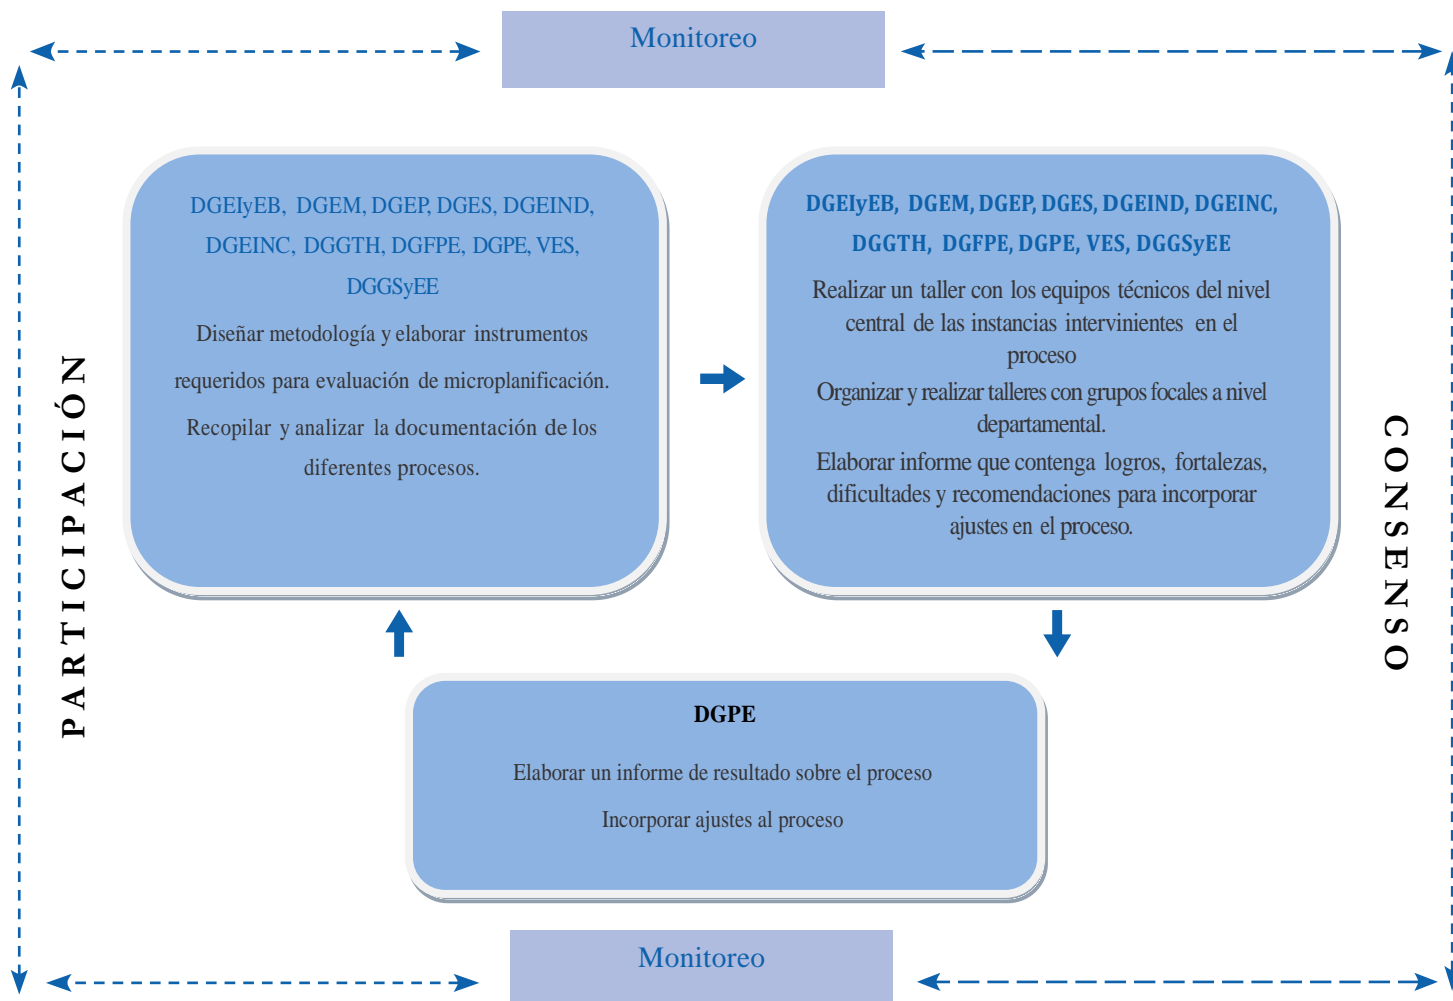 Monitoreo
PARTICIPACIÓN
DGEIyEB, DGEM, DGEP, DGES, DGEIND,
DGEINC, DGGTH, DGFPE, DGPE, VES,
DGGSyEE
Diseñar metodología y elaborar instrumentos
requeridos para evaluación de microplanificación.
Recopilar y analizar la documentación de los
diferentes procesos.
DGEIyEB, DGEM, DGEP, DGES, DGEIND, DGEINC,
DGGTH, DGFPE, DGPE, VES, DGGSyEE
Realizar un taller con los equipos técnicos del nivel
central de las instancias intervinientes en el
proceso
Organizar y realizar talleres con grupos focales a nivel
departamental.
Elaborar informe que contenga logros, fortalezas,
dificultades y recomendaciones para incorporar
ajustes en el proceso.
CONSENSO
DGPE
Elaborar un informe de resultado sobre el proceso
Incorporar ajustes al proceso
Monitoreo